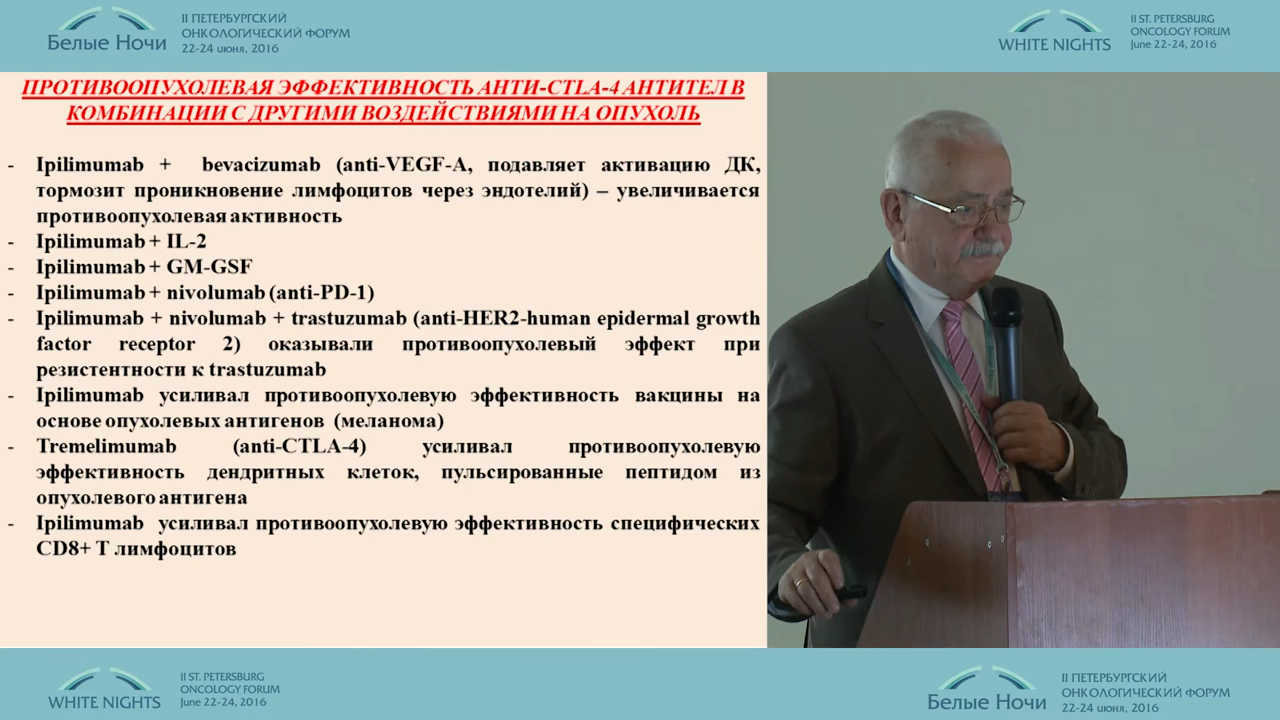 II ПЕТЕРБУРГСКИЙ
ОНКОЛОГИЧЕСКИЙ ФОРУМ
Белые Ночи
22-24 июня, 2016
II ST. PETERSBURG
ONCOLOGY FORUM
WHITE NIGHTS
June 22-24, 2016
ПРОТИВООПУХОЛЕВАЯ ЭФФЕКТИВНОСТЬ АНТИ-CTLA-4 АНТИТЕЛ В
КОМБИНАЦИИ С ДРУГИМИ ВОЗДЕЙСТВИЯМИ НА ОПУХОЛЬ
- Ipilimumab + bevacizumab (anti-VEGF-A, подавляет активацию ДК,
тормозит проникновение лимфоцитов через эндотелий) – увеличивается
противоопухолевая активность
- Ipilimumab + IL-2
- Ipilimumab + GM-GSF
- Ipilimumab + nivolumab (anti-PD-1)
- Ipilimumab + nivolumab + trastuzumab (anti-HER2-human epidermal growth
factor receptor 2) оказывали противоопухолевый эффект при
резистентности к trastuzumab
- Ipilimumab усиливал противоопухолевую эффективность вакцины на
основе опухолевых антигенов (меланома)
- Tremelimumab (anti-CTLA-4) усиливал противоопухолевую
эффективность дендритных клеток, пульсированные пептидом из
опухолевого антигена
- Ipilimumab усиливал противоопухолевую эффективность специфических
CD8+ T лимфоцитов
II ST. PETERSBURG
ONCOLOGY FORUM
WHITE NIGHTS
June 22-24, 2016
II ПЕТЕРБУРГСКИЙ
ОНКОЛОГИЧЕСКИЙ ФОРУМ
Белые Ночи
22-24 июня, 2016